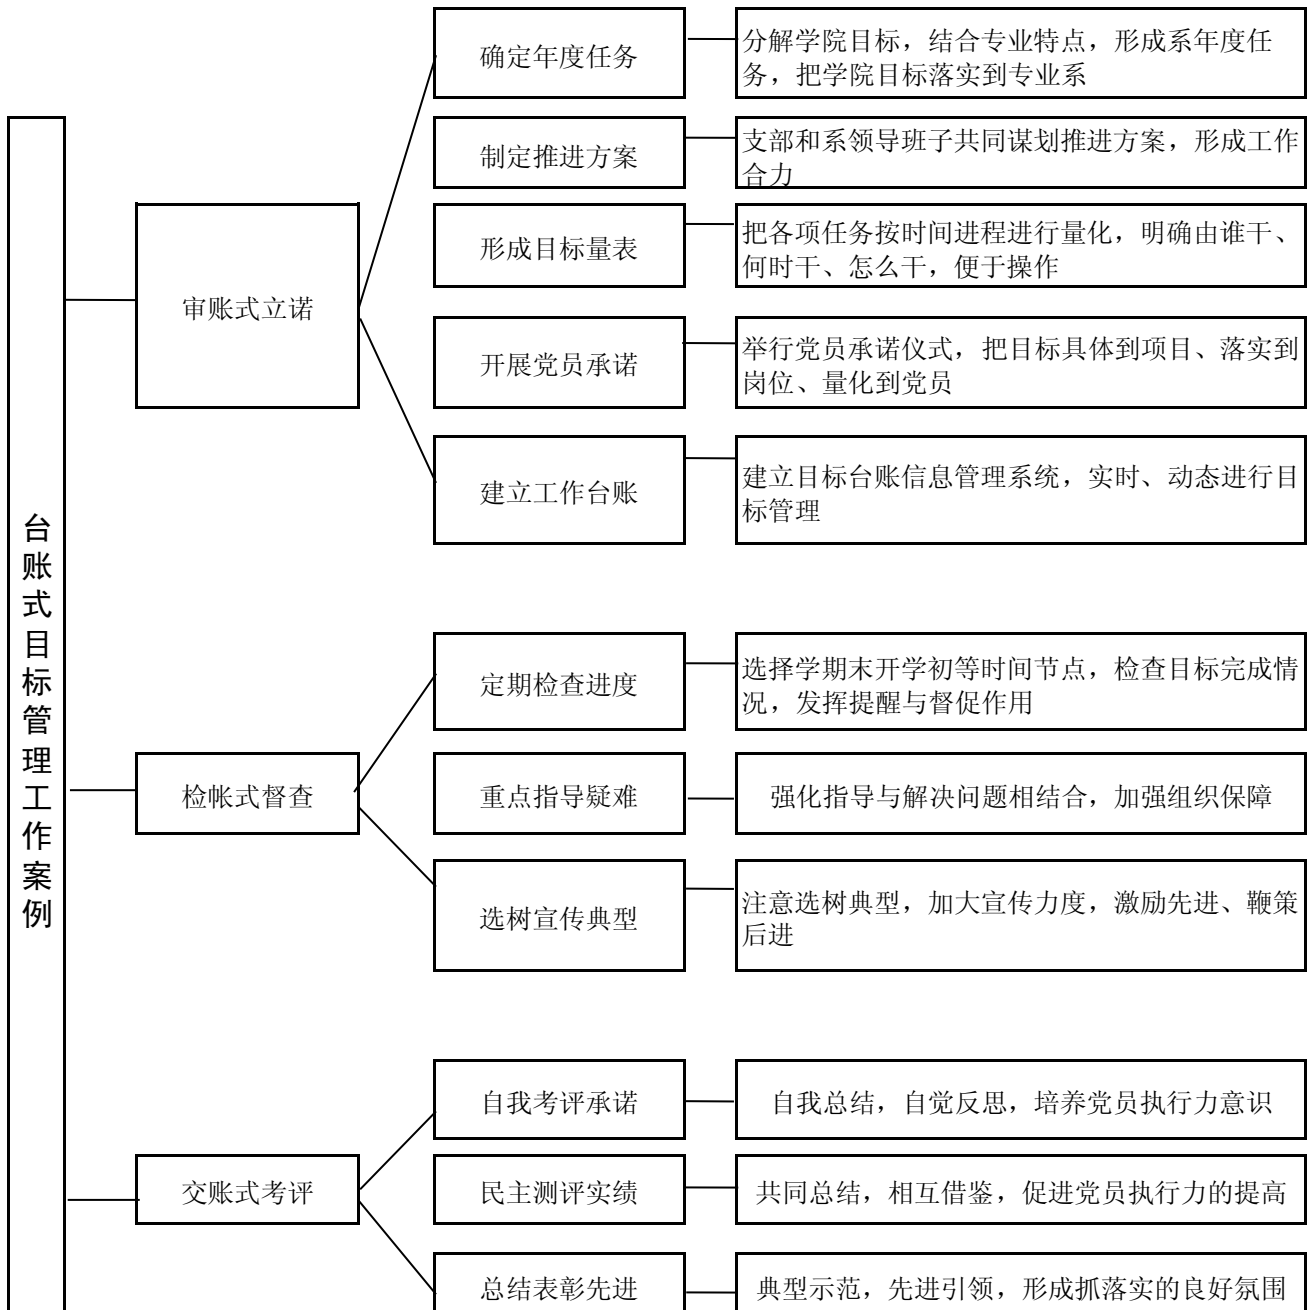 台账式目标管理工作案例
审账式立诺
确定年度任务
分解学院目标，结合专业特点，形成系年度任
务，把学院目标落实到专业系
制定推进方案
支部和系领导班子共同谋划推进方案，形成工作
合力
形成目标量表
把各项任务按时间进程进行量化，明确由谁干、
何时干、怎么干，便于操作
开展党员承诺
举行党员承诺仪式，把目标具体到项目、落实到
岗位、量化到党员
建立工作台账
建立目标台账信息管理系统，实时、动态进行目
标管理
检帐式督查
定期检查进度
选择学期末开学初等时间节点，检查目标完成情
况，发挥提醒与督促作用
重点指导疑难
强化指导与解决问题相结合，加强组织保障
选树宣传典型
注意选树典型，加大宣传力度，激励先进、鞭策
后进
交账式考评
自我考评承诺
自我总结，自觉反思，培养党员执行力意识
民主测评实绩
共同总结，相互借鉴，促进党员执行力的提高
总结表彰先进
典型示范，先进引领，形成抓落实的良好氛围